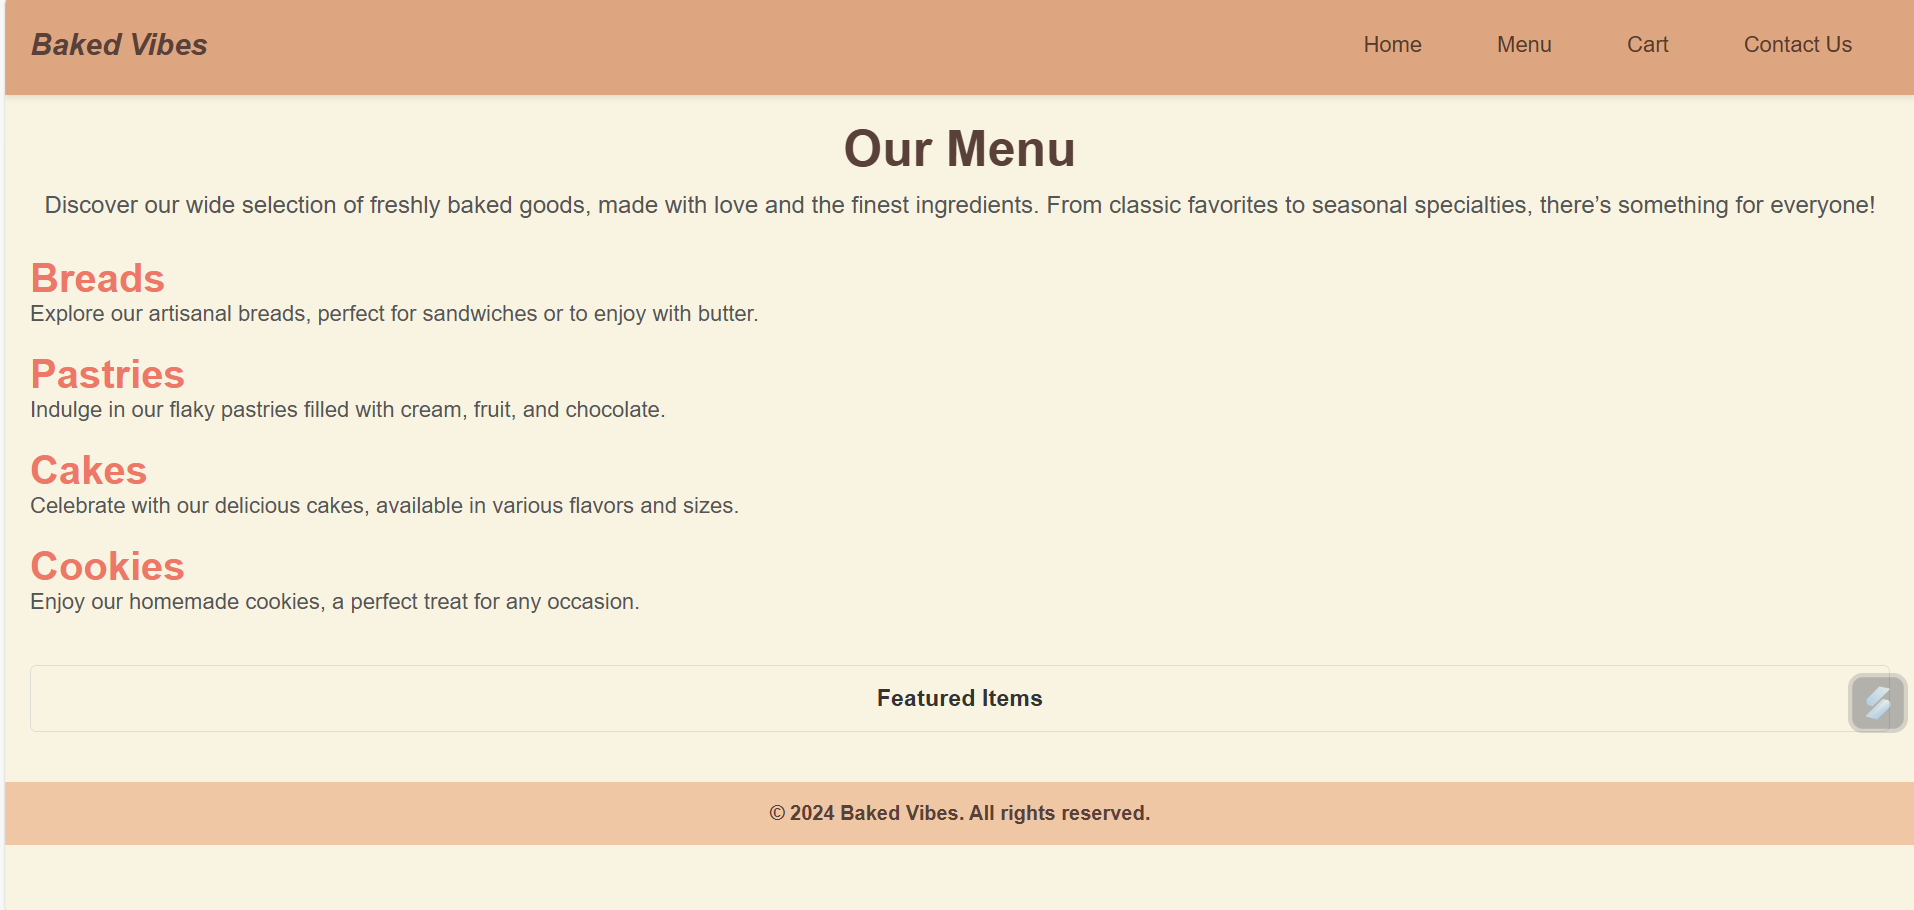 Baked Vibes
Home
Menu
Cart
Contact Us
Our Menu
Discover our wide selection of freshly baked goods, made with love and the finest ingredients. From classic favorites to seasonal specialties, there’s something for everyone!
Breads
Explore our artisanal breads, perfect for sandwiches or to enjoy with butter.
Pastries
Indulge in our flaky pastries filled with cream, fruit, and chocolate.
Cakes
Celebrate with our delicious cakes, available in various flavors and sizes.
Cookies
Enjoy our homemade cookies, a perfect treat for any occasion.
Featured Items
© 2024 Baked Vibes. All rights reserved.